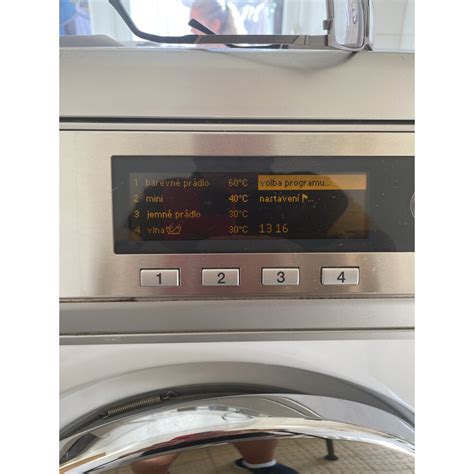 1 barevné prádlo 60°C volba programu...
2 mini 40°C nastavení...
3 jemné prádlo 30°C
4 vlna 30°C 13 16
1 2 3 4